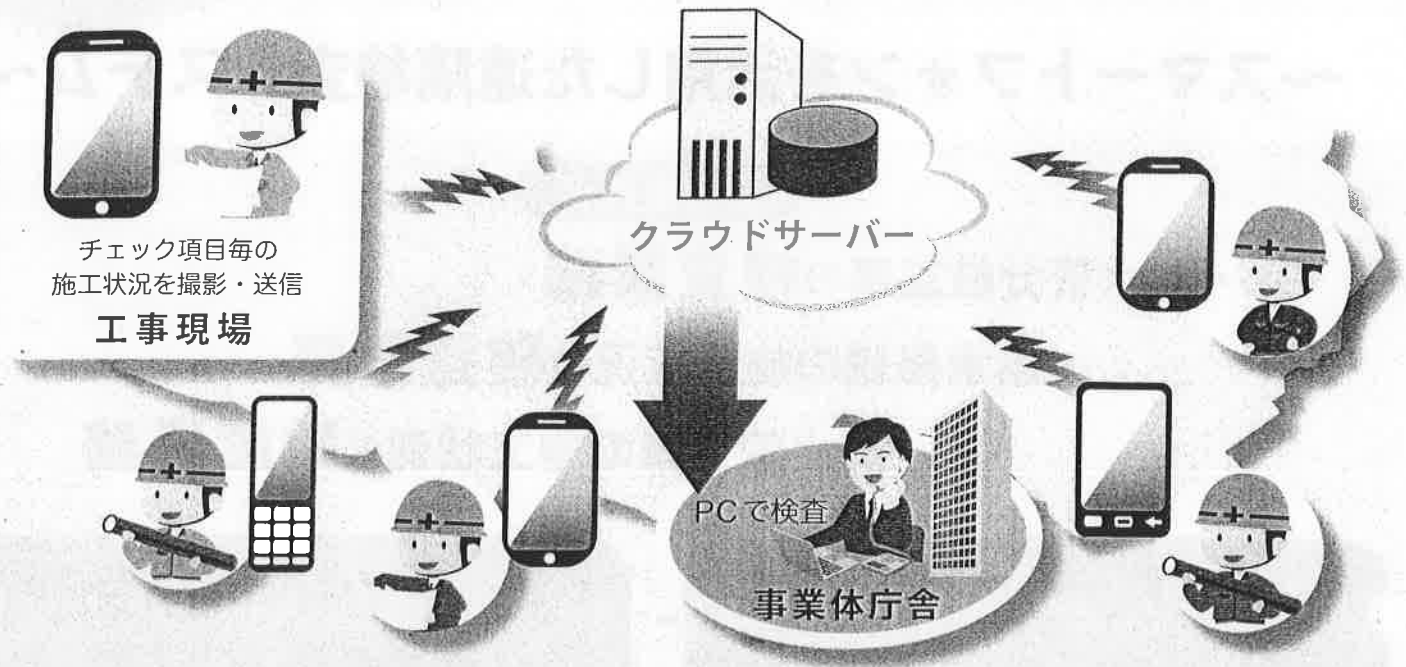 チェック項目毎の
施工状況を撮影・送信
工事現場
クラウドサーバー
PCで検査
事業体庁舎